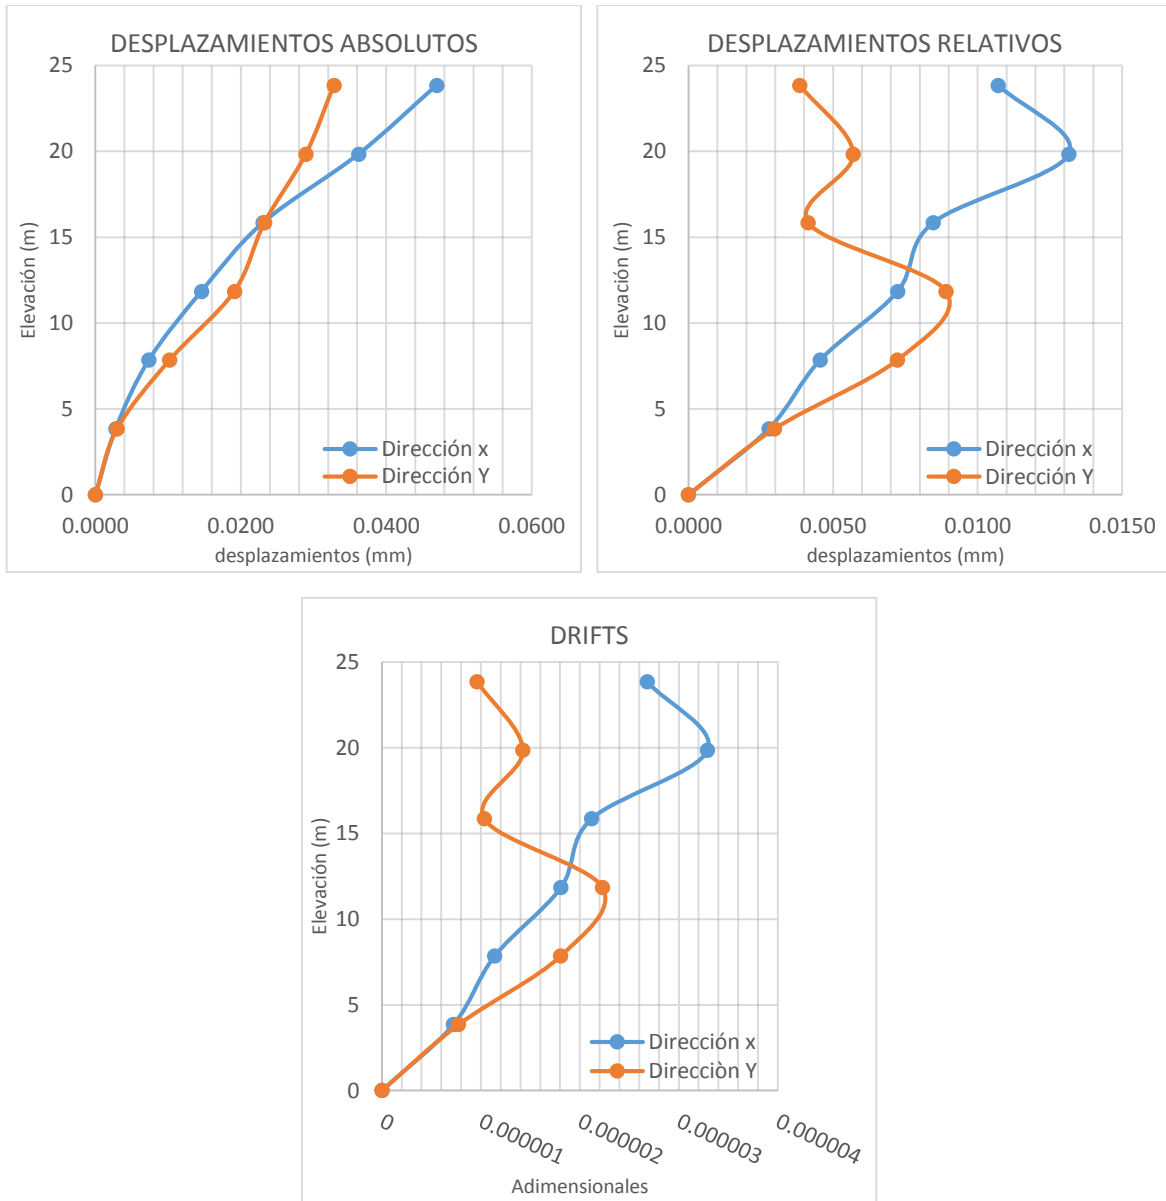 DESPLAZAMIENTOS ABSOLUTOS
25
20
15
10
5
0
Elevación (m)
Dirección x
Dirección Y
0.0000 0.0200 0.0400 0.0600
desplazamientos (mm)
DESPLAZAMIENTOS RELATIVOS
25
20
15
10
5
0
Elevación (m)
Dirección x
Dirección Y
0.0000 0.0050 0.0100 0.0150
desplazamientos (mm)
DRIFTS
25
20
15
10
5
0
Elevación (m)
Dirección x
Direcciòn Y
0 0.000001 0.000002 0.000003 0.000004
Adimensionales